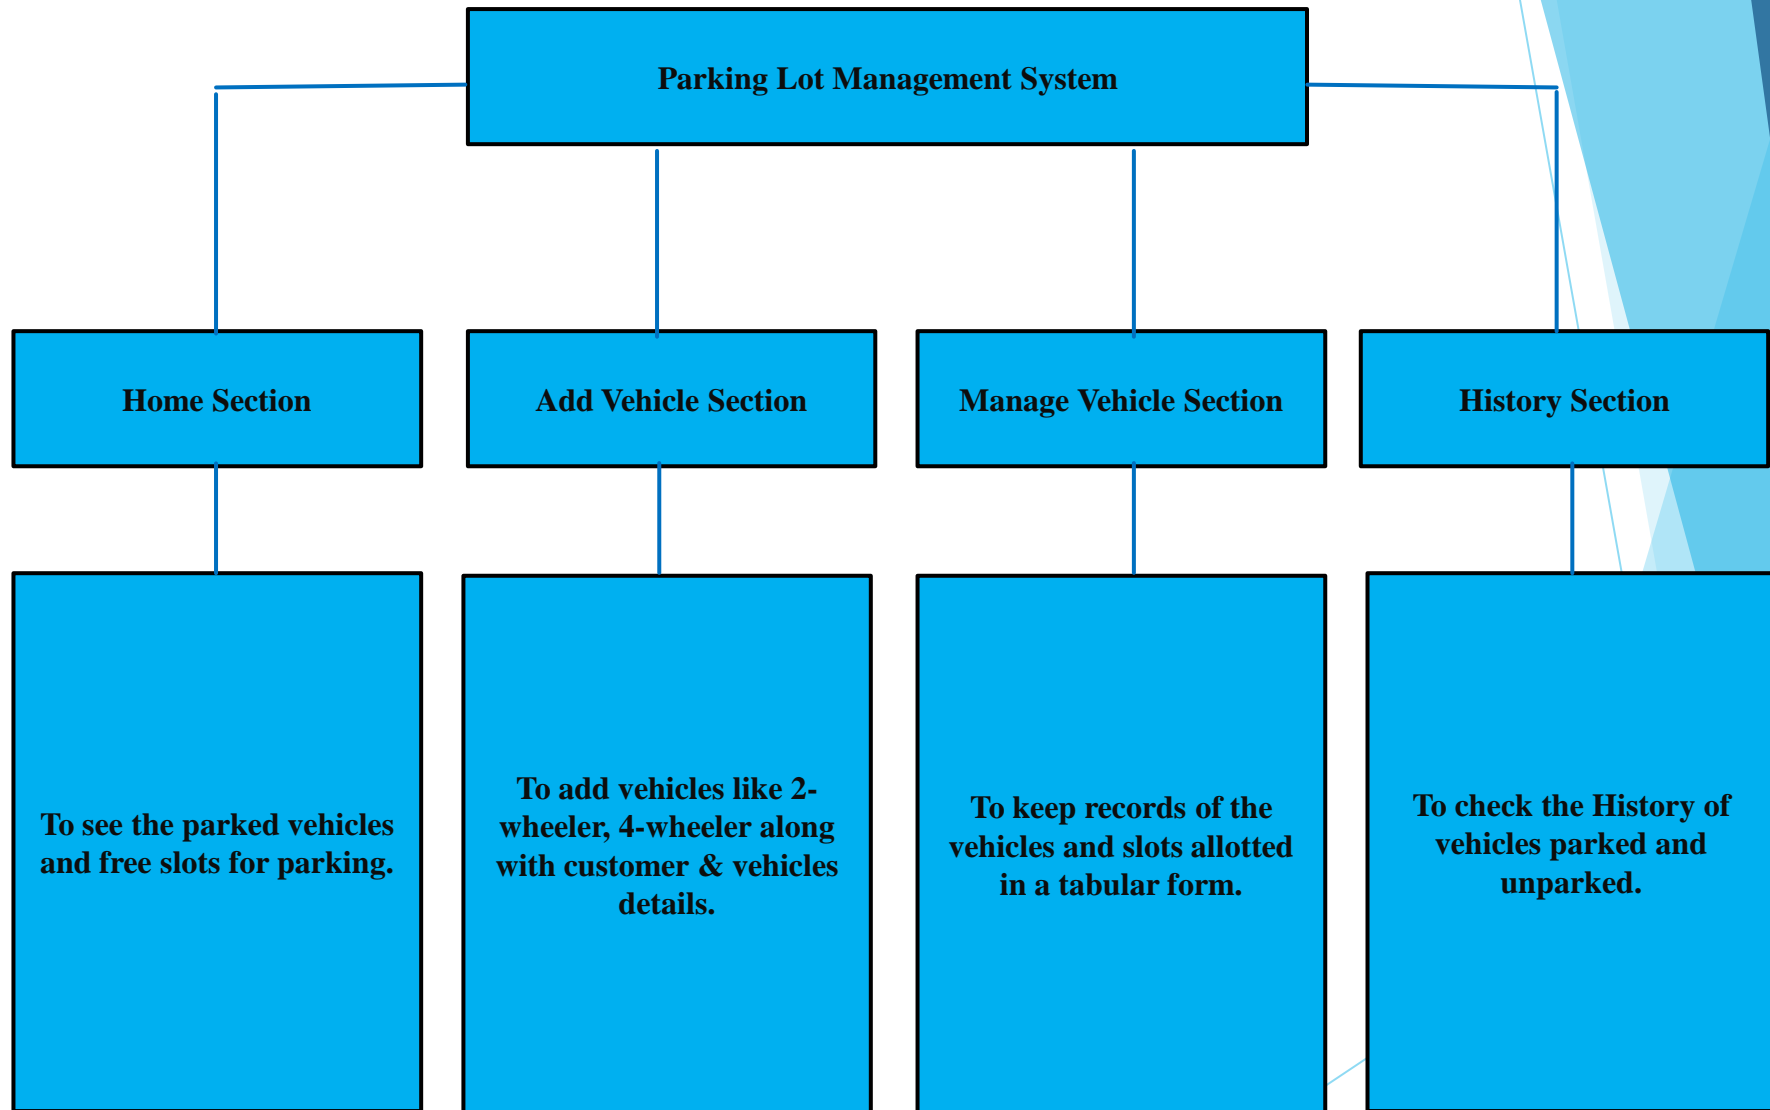 Parking Lot Management System
Home Section
Add Vehicle Section
Manage Vehicle Section
History Section
To see the parked vehicles
and free slots for parking.
To add vehicles like 2-
wheeler, 4-wheeler along
with customer & vehicles
details.
To keep records of the
vehicles and slots allotted
in a tabular form.
To check the History of
vehicles parked and
unparked.